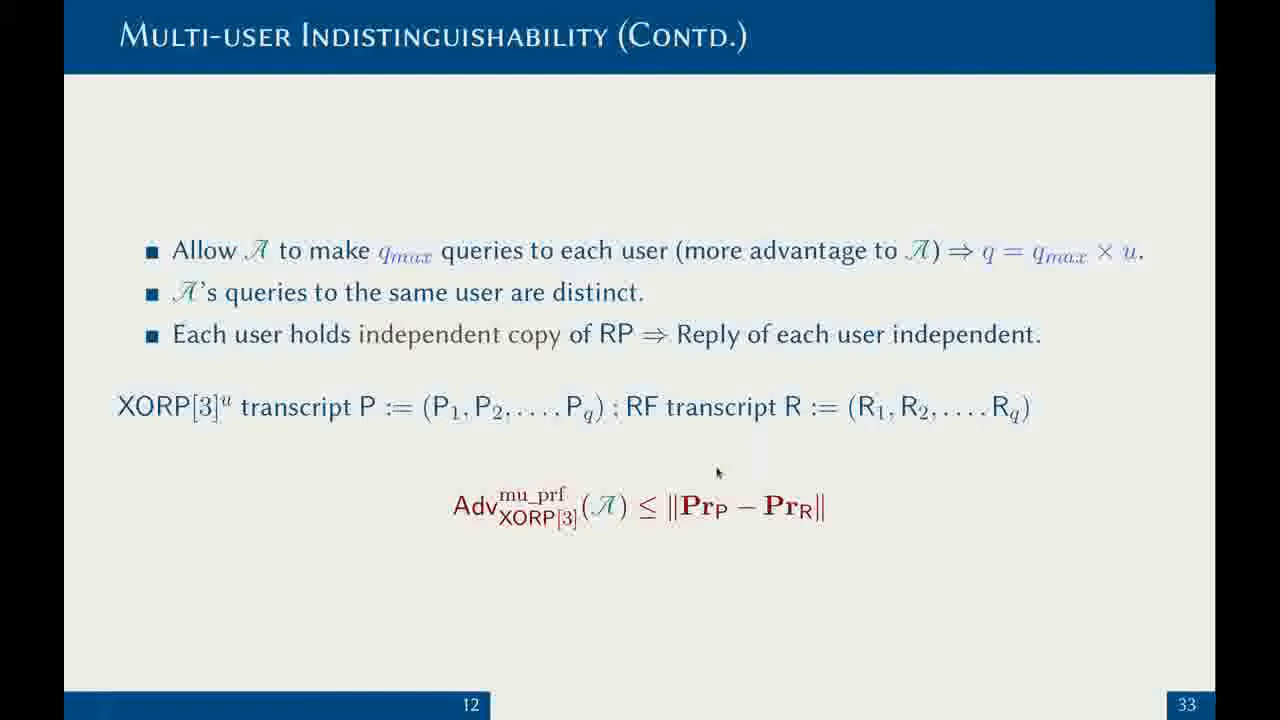 Multi-user Indistinguishability (Contd.)
Allow 𝒜 to make q_max queries to each user (more advantage to 𝒜) ⇒ q = q_max × u.
𝒜's queries to the same user are distinct.
Each user holds independent copy of RP ⇒ Reply of each user independent.
XORP[3]^u transcript P := (P_1, P_2, . . . . P_q) ; RF transcript R := (R_1, R_2, . . . . R_q)
Adv^{mu_prf}_{XORP[3]}(𝒜) ≤ ‖Pr_P − Pr_R‖
12
33